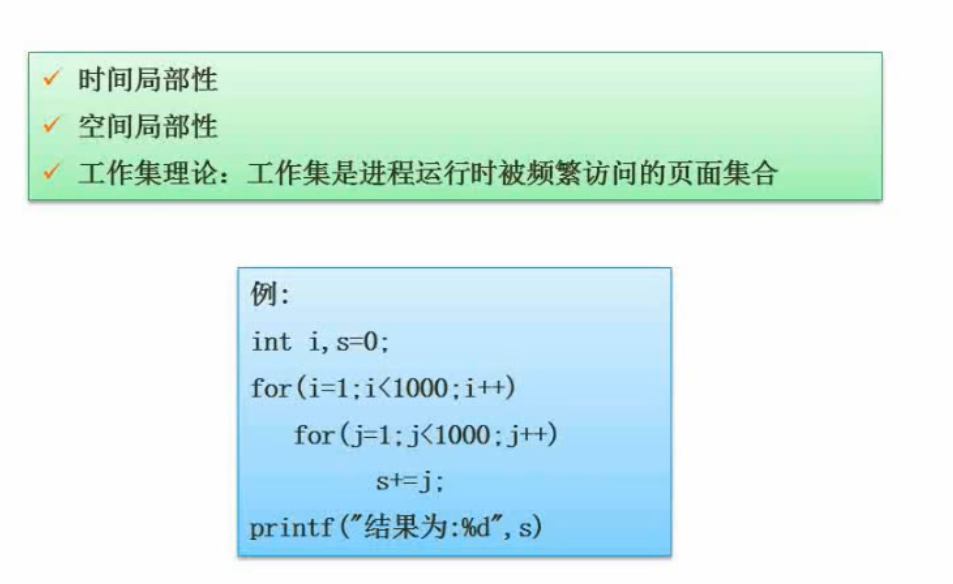 ✓ 时间局部性
✓ 空间局部性
✓ 工作集理论：工作集是进程运行时被频繁访问的页面集合
例：
int i,s=0;
for(i=1;i<1000;i++)
for(j=1;j<1000;j++)
s+=j;
printf("结果为:%d",s)